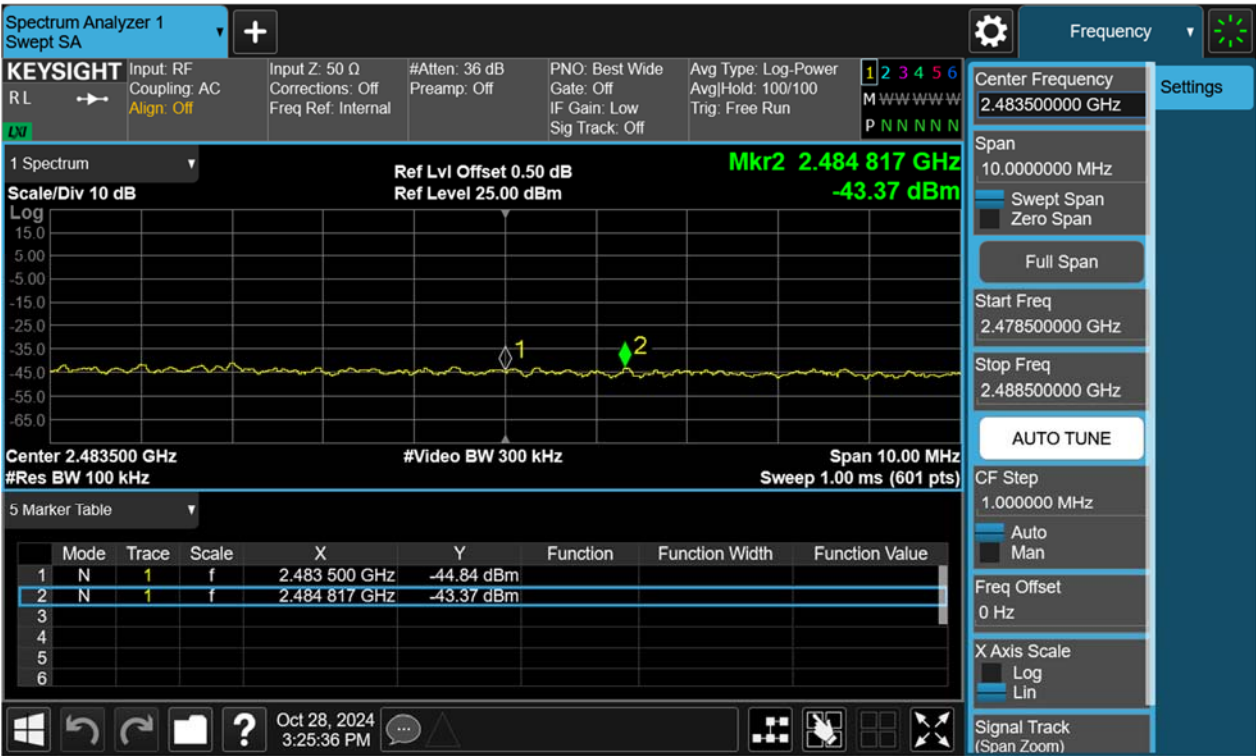 Spectrum Analyzer 1
Swept SA
Frequency
KEYSIGHT
RL
LXI
Input: RF
Coupling: AC
Align: Off
Input Z: 50 Ω
Corrections: Off
Freq Ref: Internal
#Atten: 36 dB
Preamp: Off
PNO: Best Wide
Gate: Off
IF Gain: Low
Sig Track: Off
Avg Type: Log-Power
Avg|Hold: 100/100
Trig: Free Run
1 2 3 4 5 6
M W W W W W
P N N N N N
1 Spectrum
Scale/Div 10 dB
Ref Lvl Offset 0.50 dB
Ref Level 25.00 dBm
Mkr2 2.484 817 GHz
-43.37 dBm
Log
15.0
5.00
-5.00
-15.0
-25.0
-35.0
-45.0
-55.0
-65.0
1
2
Center 2.483500 GHz
#Video BW 300 kHz
Span 10.00 MHz
#Res BW 100 kHz
Sweep 1.00 ms (601 pts)
5 Marker Table
Mode Trace Scale X Y Function Function Width Function Value
1 N 1 f 2.483 500 GHz -44.84 dBm
2 N 1 f 2.484 817 GHz -43.37 dBm
3
4
5
6
Oct 28, 2024
3:25:36 PM
Center Frequency
2.483500000 GHz
Span
10.0000000 MHz
Swept Span
Zero Span
Full Span
Start Freq
2.478500000 GHz
Stop Freq
2.488500000 GHz
AUTO TUNE
CF Step
1.000000 MHz
Auto
Man
Freq Offset
0 Hz
X Axis Scale
Log
Lin
Signal Track
(Span Zoom)
Settings